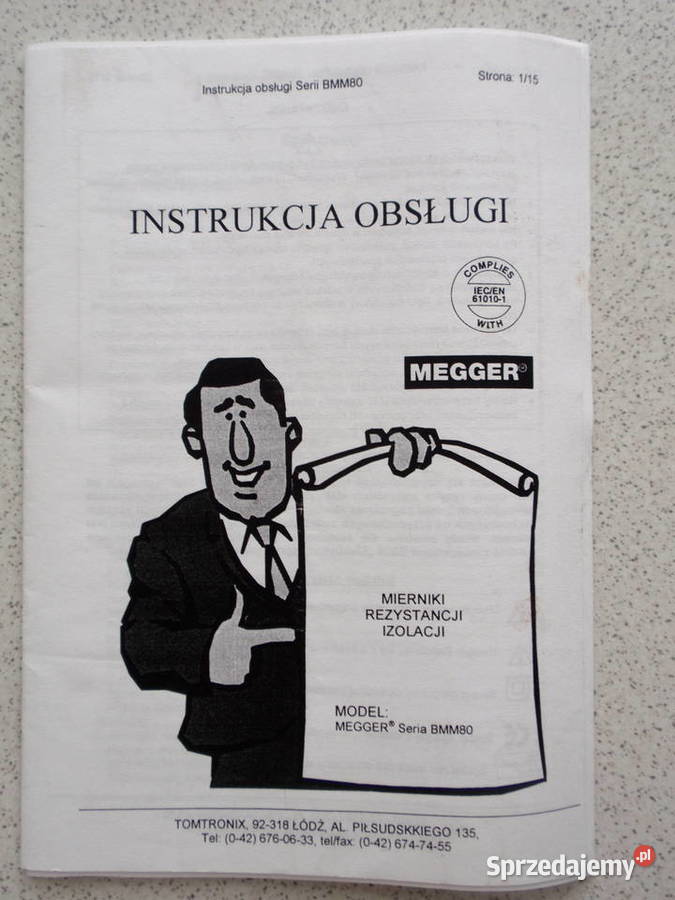 Instrukcja obsługi Serii BMM80
Strona: 1/15
INSTRUKCJA OBSŁUGI
COMPLIES
IEC/EN
61010-1
WITH
MEGGER®
MIERNIKI
REZYSTANCJI
IZOLACJI
MODEL:
MEGGER® Seria BMM80
TOMTRONIX, 92-318 ŁÓDŹ, AL. PIŁSUDSKKIEGO 135,
Tel: (0-42) 676-06-33, tel/fax: (0-42) 674-74-55
Sprzedajemy.pl